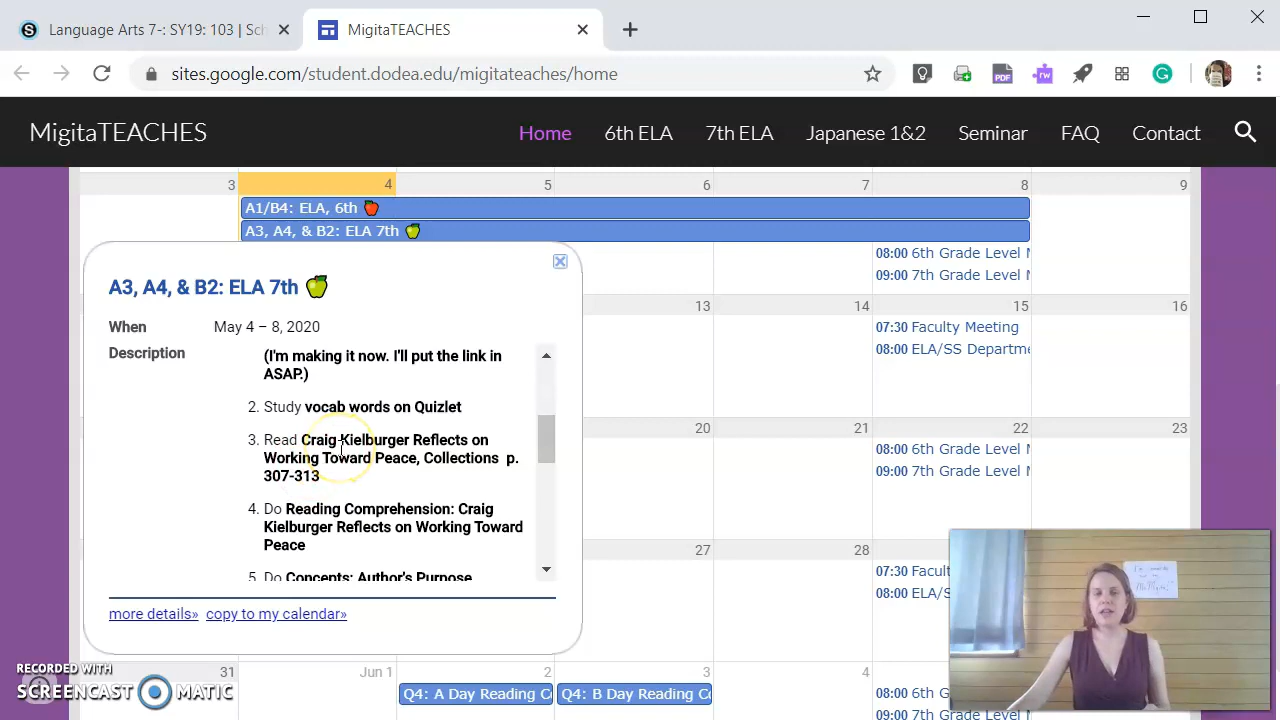 Language Arts 7-: SY19: 103 | Sch
MigitaTEACHES
sites.google.com/student.dodea.edu/migitateaches/home
MigitaTEACHES
Home
6th ELA
7th ELA
Japanese 1&2
Seminar
FAQ
Contact
3
4
5
6
7
8
9
A1/B4: ELA, 6th
A3, A4, & B2: ELA 7th
08:00 6th Grade Level M
09:00 7th Grade Level M
A3, A4, & B2: ELA 7th
When May 4 – 8, 2020
Description
(I'm making it now. I'll put the link in
ASAP.)
2. Study vocab words on Quizlet
3. Read Craig Kielburger Reflects on
Working Toward Peace, Collections p.
307-313
4. Do Reading Comprehension: Craig
Kielburger Reflects on Working Toward
Peace
5. Do Concepts: Author's Purpose
more details» copy to my calendar»
13
14
15
16
07:30 Faculty Meeting
08:00 ELA/SS Departme
20
21
22
23
08:00 6th Grade Level M
09:00 7th Grade Level M
27
28
07:30 Facult
08:00 ELA/S
31
Jun 1
2
3
4
Q4: A Day Reading Co
Q4: B Day Reading Co
08:00 6th G
09:00 7th G
RECORDED WITH
SCREENCAST MATIC